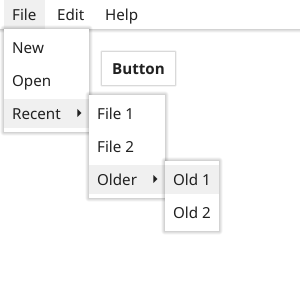 File Edit Help
New
Open
Button
Recent
File 1
File 2
Older
Old 1
Old 2